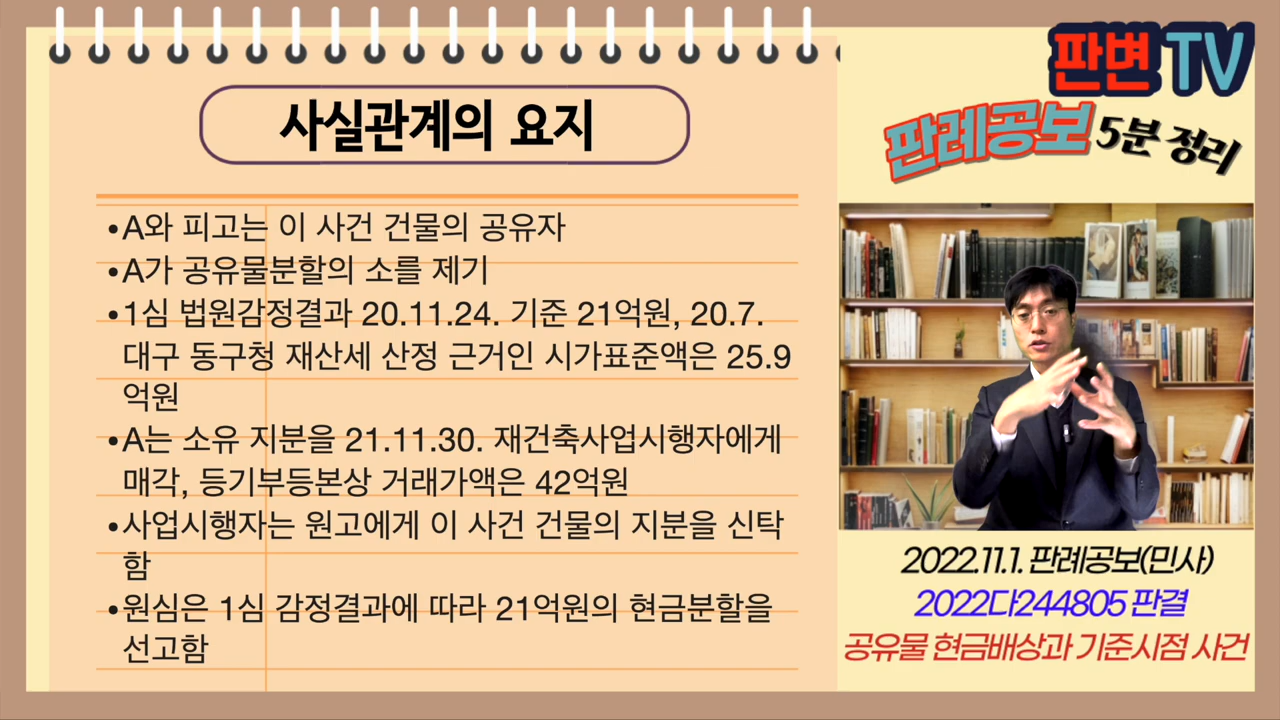 사실관계의 요지
•A와 피고는 이 사건 건물의 공유자
•A가 공유물분할의 소를 제기
•1심 법원감정결과 20.11.24. 기준 21억원, 20.7.
대구 동구청 재산세 산정 근거인 시가표준액은 25.9
억원
•A는 소유 지분을 21.11.30. 재건축사업시행자에게
매각, 등기부등본상 거래가액은 42억원
•사업시행자는 원고에게 이 사건 건물의 지분을 신탁
함
•원심은 1심 감정결과에 따라 21억원의 현금분할을
선고함
판변 TV
판례공보 5분 정리
2022.11.1. 판례공보(민사)
2022다244805 판결
공유물 현금배상과 기준시점 사건